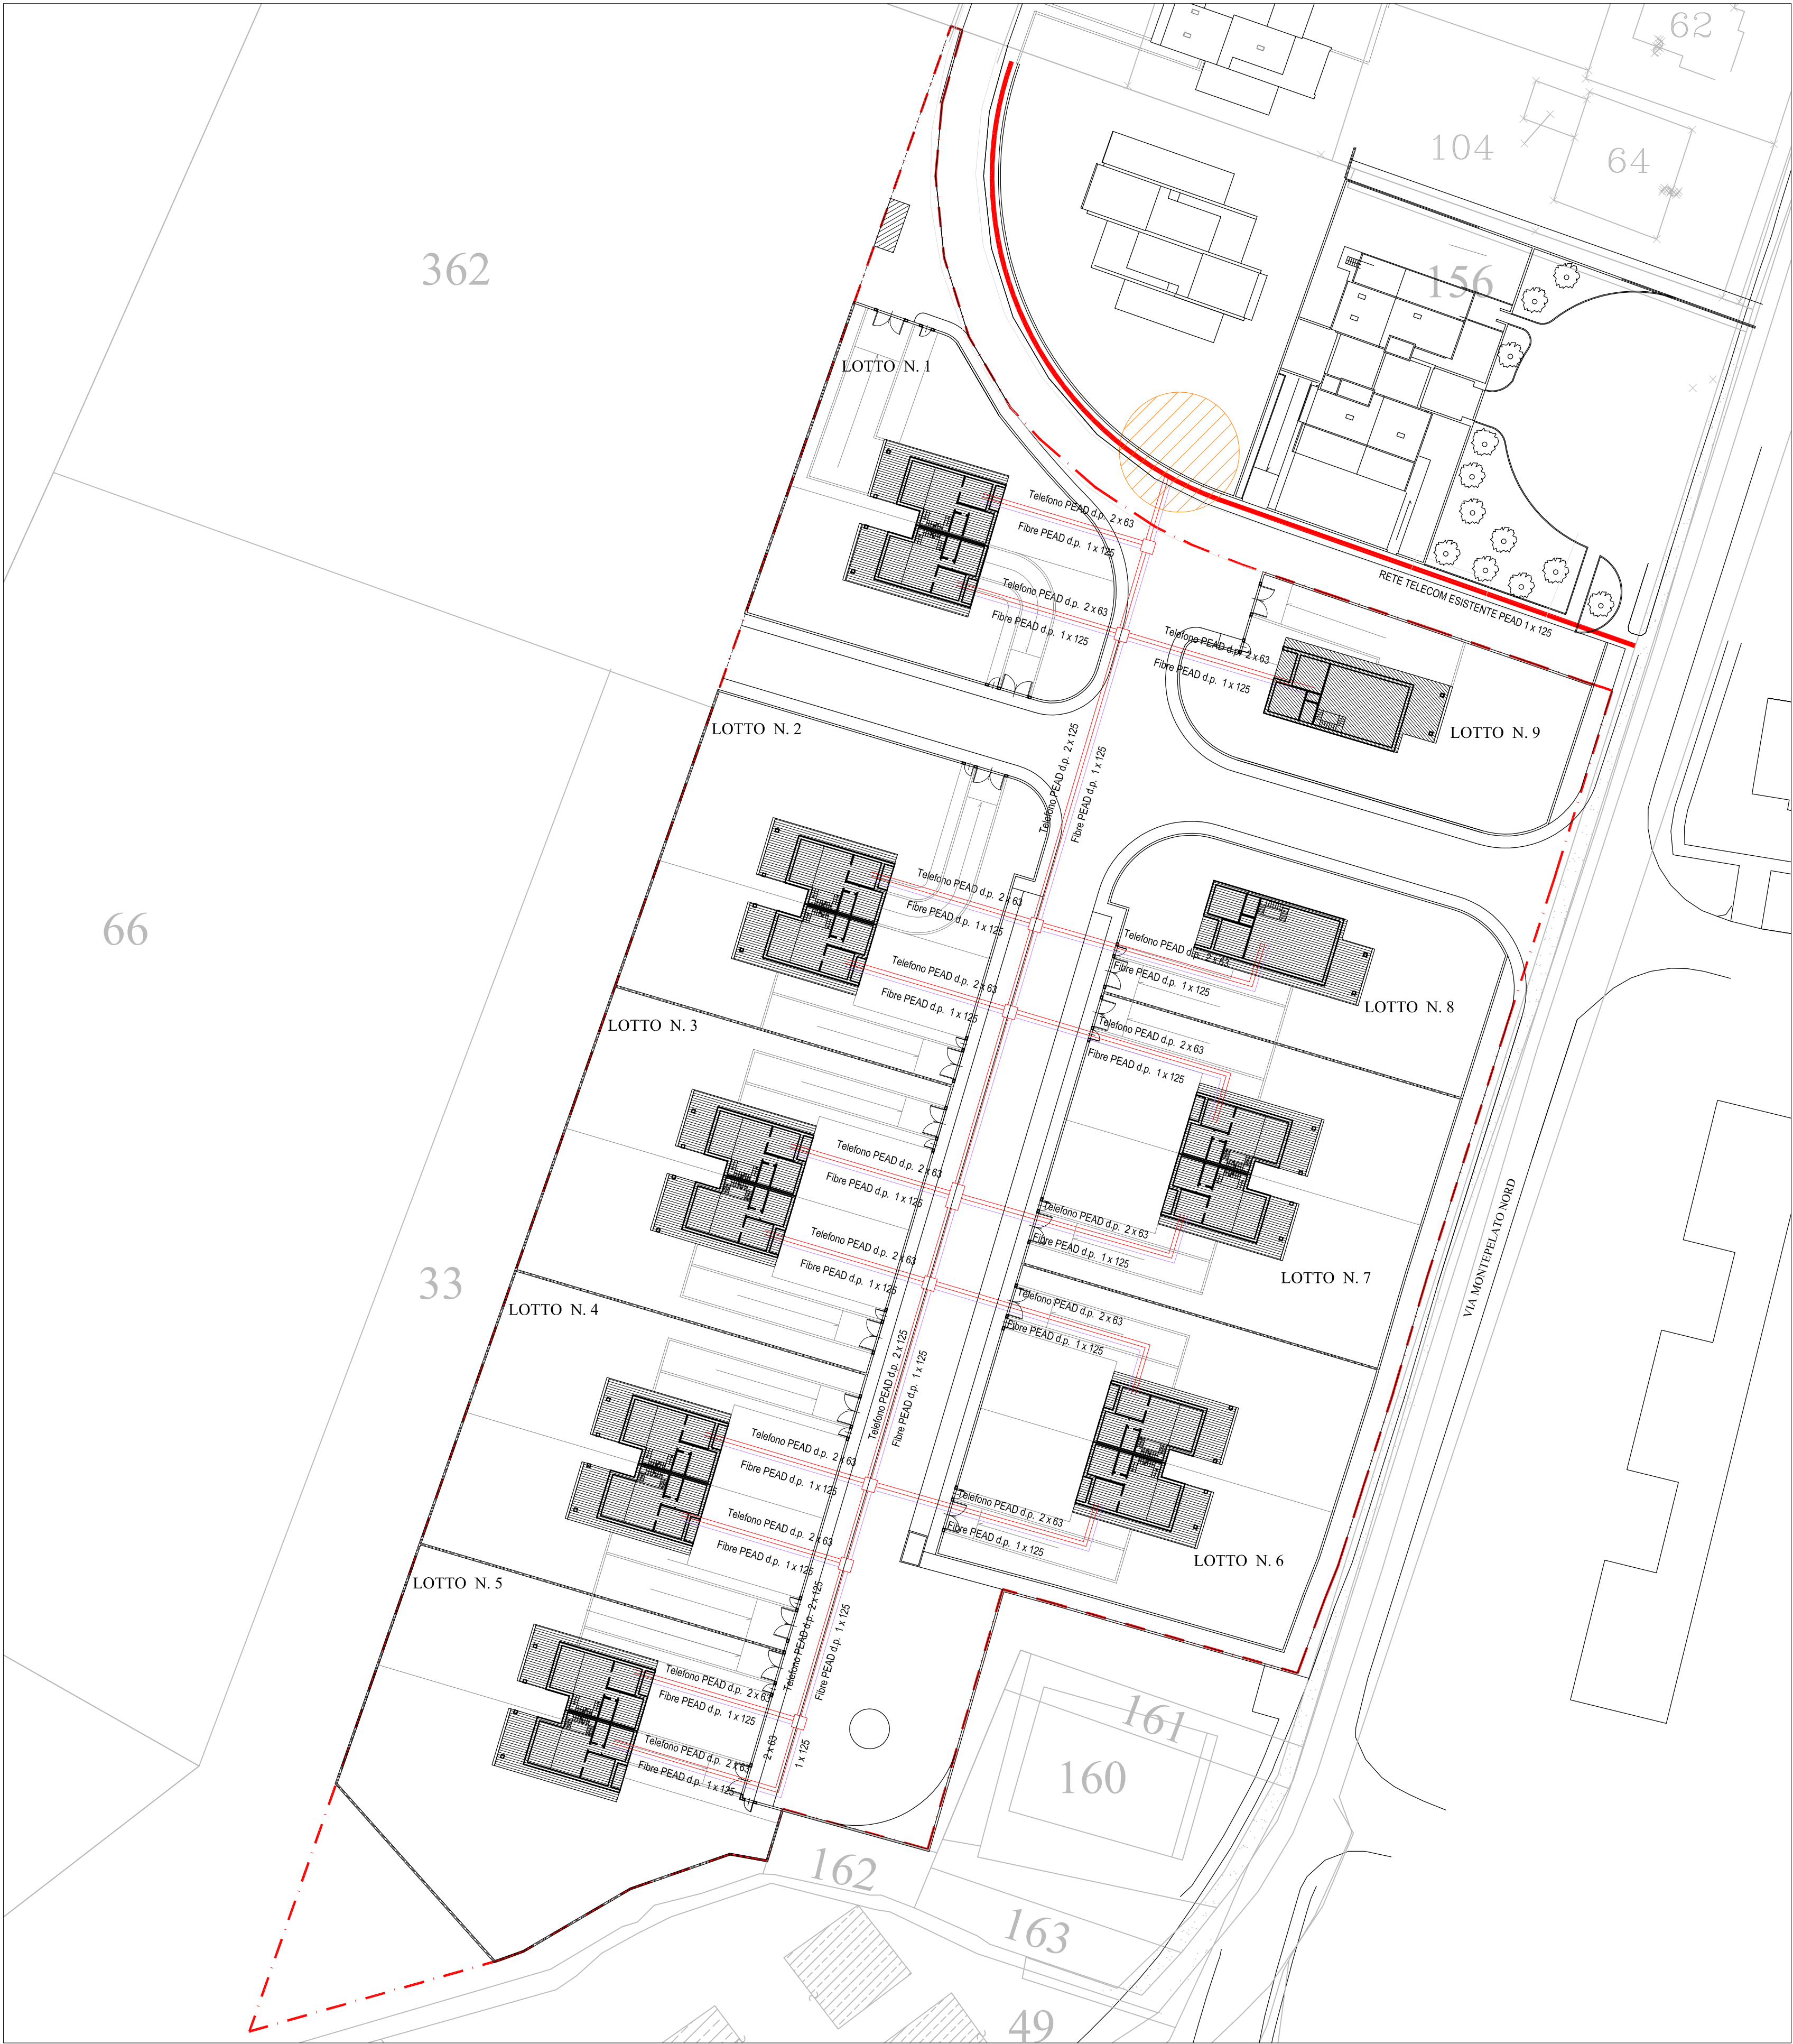 62
104
64
362
156
LOTTO N. 1
Telefono PEAD d.p. 2 x 63
Fibre PEAD d.p. 1 x 125
Telefono PEAD d.p. 2 x 63
Fibre PEAD d.p. 1 x 125
RETE TELECOM ESISTENTE PEAD 1 x 125
Telefono PEAD d.p. 2 x 63
Fibre PEAD d.p. 1 x 125
LOTTO N. 2
LOTTO N. 9
Telefono PEAD d.p. 2 x 125
Fibre PEAD d.p. 1 x 125
Telefono PEAD d.p. 2 x 63
Fibre PEAD d.p. 1 x 125
66
Telefono PEAD d.p. 2 x 63
Fibre PEAD d.p. 1 x 125
Telefono PEAD d.p. 2 x 63
Fibre PEAD d.p. 1 x 125
LOTTO N. 8
LOTTO N. 3
Telefono PEAD d.p. 2 x 63
Fibre PEAD d.p. 1 x 125
Telefono PEAD d.p. 2 x 63
Fibre PEAD d.p. 1 x 125
Telefono PEAD d.p. 2 x 63
Fibre PEAD d.p. 1 x 125
VIA MONTEPELATO NORD
Telefono PEAD d.p. 2 x 63
Fibre PEAD d.p. 1 x 125
33
LOTTO N. 7
LOTTO N. 4
Telefono PEAD d.p. 2 x 63
Fibre PEAD d.p. 1 x 125
Telefono PEAD d.p. 2 x 125
Fibre PEAD d.p. 1 x 125
Telefono PEAD d.p. 2 x 63
Fibre PEAD d.p. 1 x 125
Telefono PEAD d.p. 2 x 63
Fibre PEAD d.p. 1 x 125
Telefono PEAD d.p. 2 x 63
Fibre PEAD d.p. 1 x 125
LOTTO N. 6
LOTTO N. 5
Telefono PEAD d.p. 2 x 125
Fibre PEAD d.p. 1 x 125
Telefono PEAD d.p. 2 x 63
Fibre PEAD d.p. 1 x 125
161
Telefono PEAD d.p. 2 x 63
Fibre PEAD d.p. 1 x 125
2 x 63
1 x 125
160
162
163
49